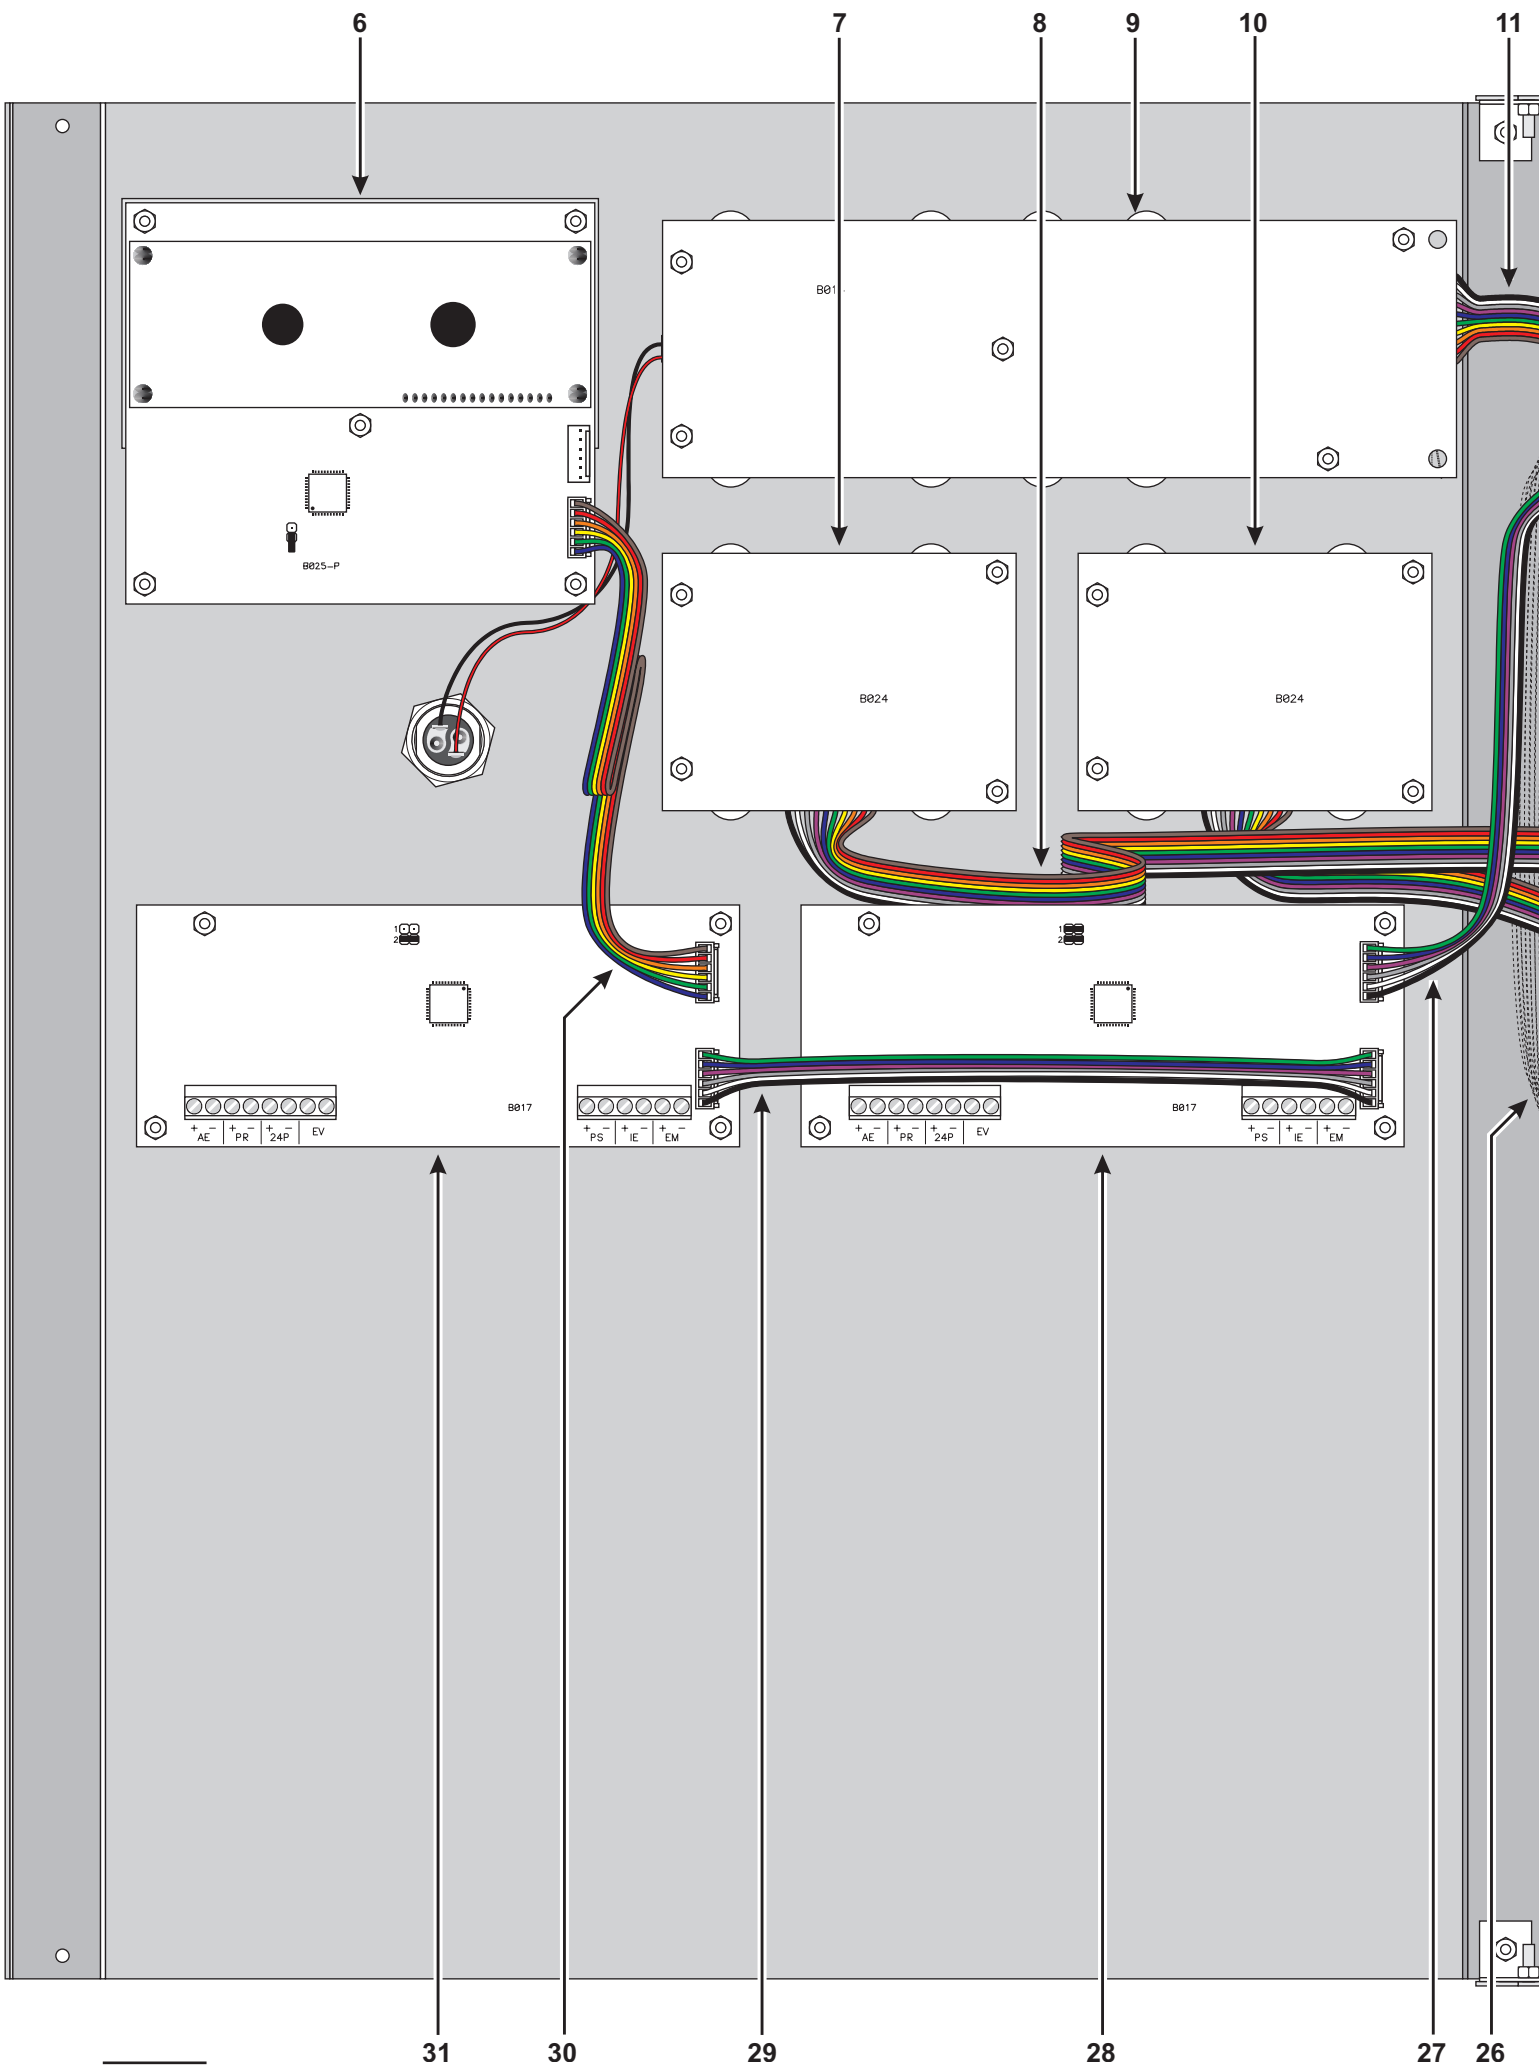 6 7 8 9 10 11
B01
B025-P
B024 B024
1 1
2 2
B017 B017
+ - + - + - + - + - + - + - + - + - + - + - + -
AE PR 24P EV PS IE EM AE PR 24P EV PS IE EM
31 30 29 28 27 26